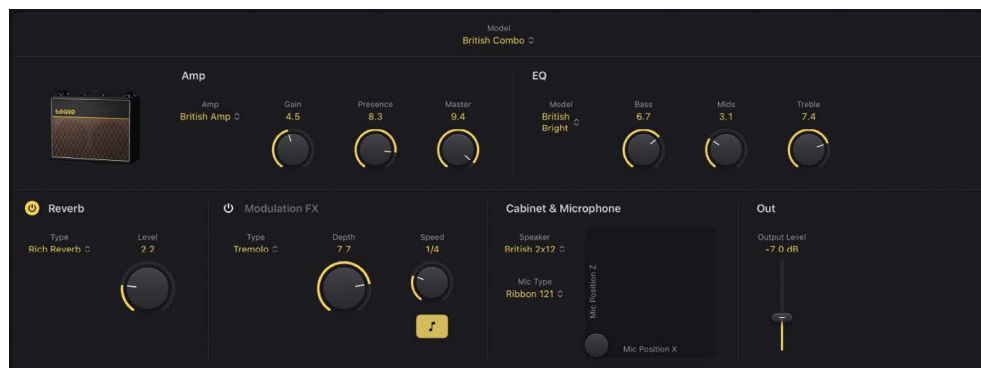 Model
British Combo
LOGIC
Amp
Amp
British Amp
Gain
4.5
Presence
8.3
Master
9.4
EQ
Model
British
Bright
Bass
6.7
Mids
3.1
Treble
7.4
Reverb
Type
Rich Reverb
Level
2.2
Modulation FX
Type
Tremolo
Depth
7.7
Speed
1/4
Cabinet & Microphone
Speaker
British 2x12
Mic Type
Ribbon 121
Mic Position Z
Mic Position X
Out
Output Level
-7.0 dB